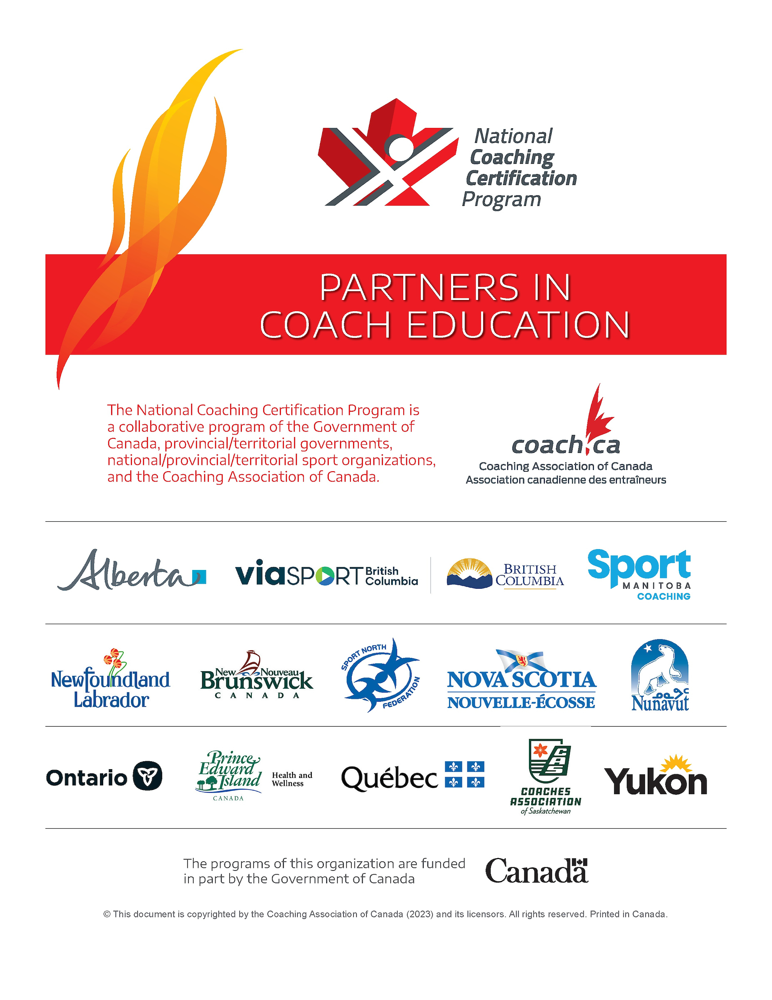 National
Coaching
Certification
Program
PARTNERS IN
COACH EDUCATION
The National Coaching Certification Program is
a collaborative program of the Government of
Canada, provincial/territorial governments,
national/provincial/territorial sport organizations,
and the Coaching Association of Canada.
coach.ca
Coaching Association of Canada
Association canadienne des entraîneurs
Alberta
viaSPORT British
Columbia
BRITISH
COLUMBIA
Sport
MANITOBA
COACHING
Newfoundland
Labrador
New Nouveau
Brunswick
CANADA
SPORT NORTH
FEDERATION
NOVA SCOTIA
NOUVELLE-ÉCOSSE
ᓄᓇᕗᑦ
Nunavut
Ontario
Prince
Edward
Island
CANADA
Health and
Wellness
Québec
CAS
COACHES
ASSOCIATION
of Saskatchewan
Yukon
The programs of this organization are funded
in part by the Government of Canada
Canada
© This document is copyrighted by the Coaching Association of Canada (2023) and its licensors. All rights reserved. Printed in Canada.